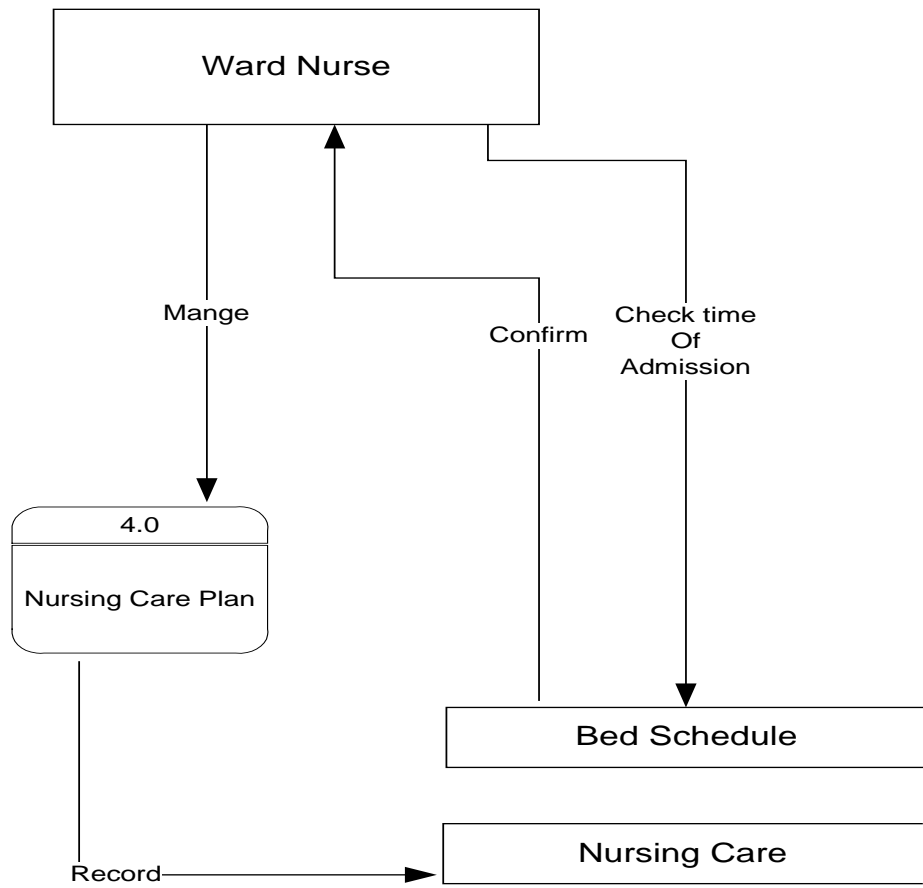 Ward Nurse
Mange
Confirm
Check time
Of
Admission
4.0
Nursing Care Plan
Bed Schedule
Nursing Care
Record